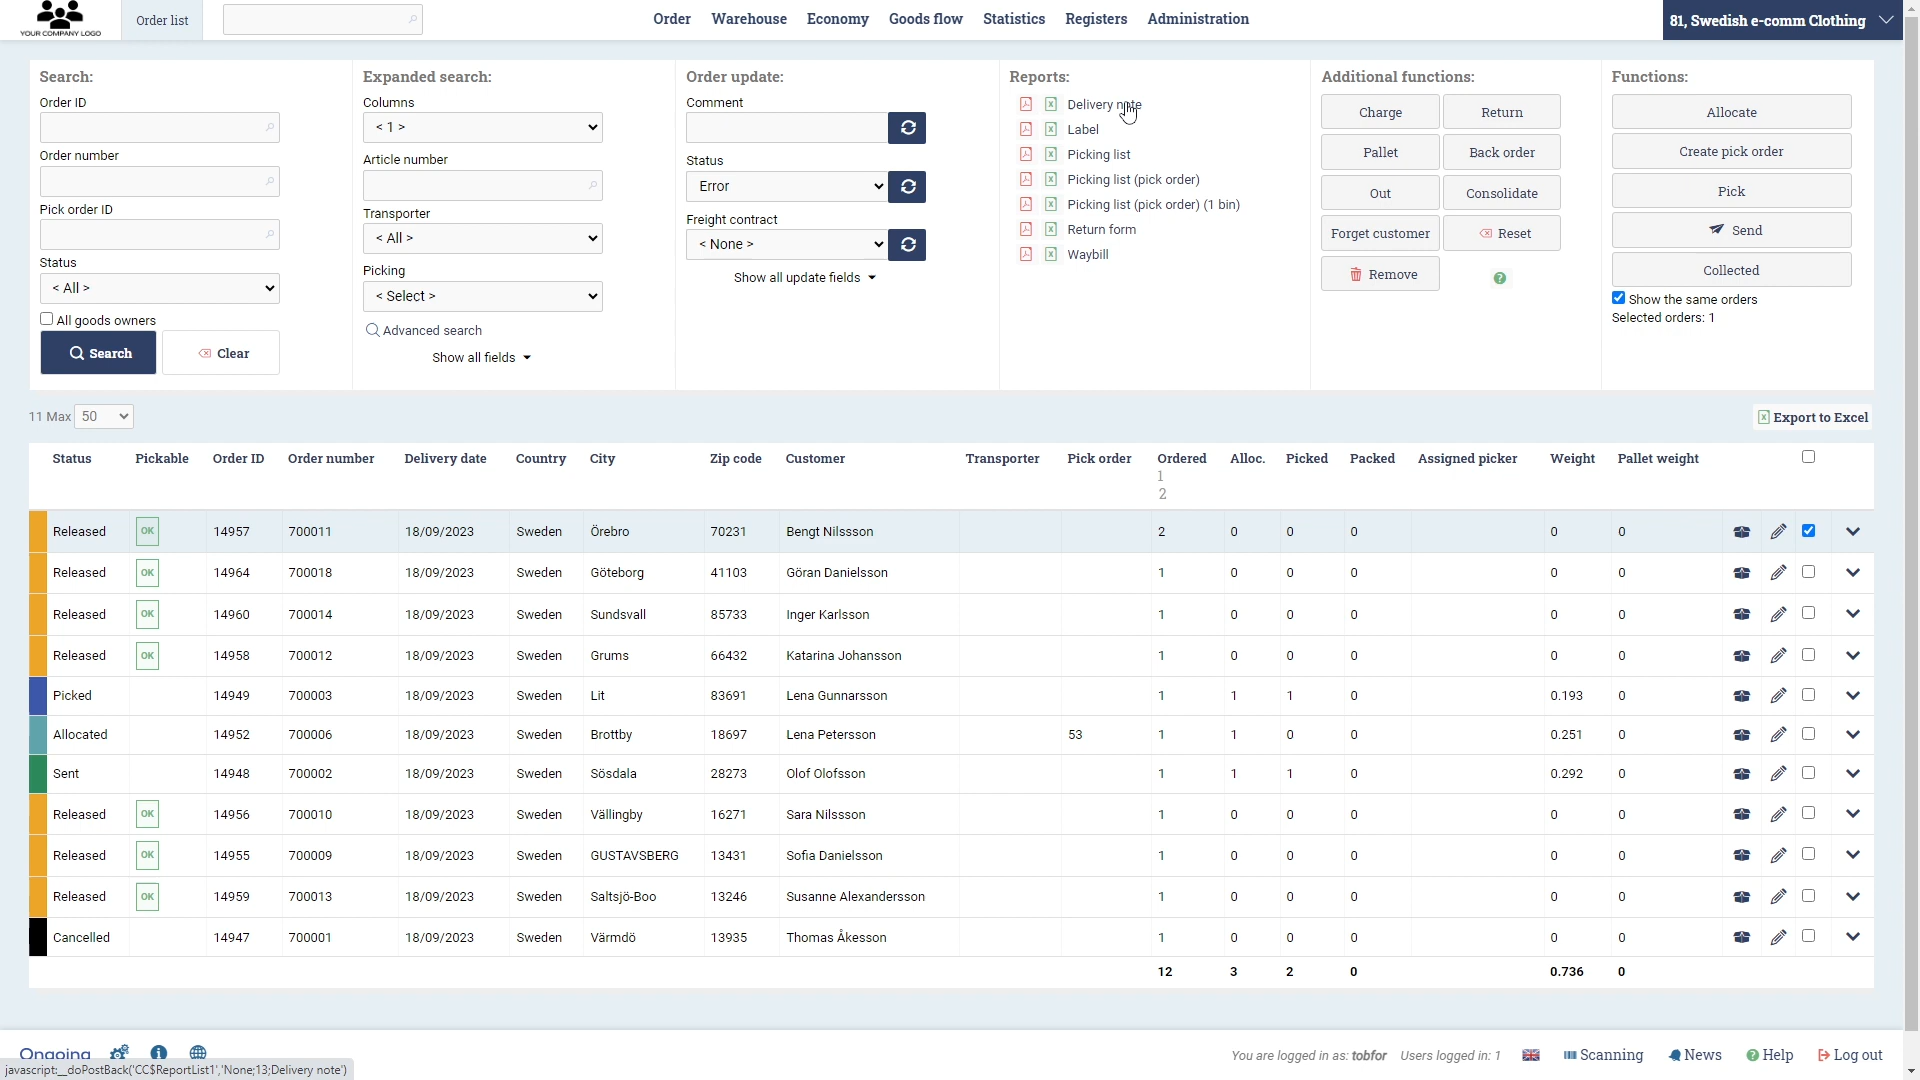 YOUR COMPANY LOGO
Order list
Order Warehouse Economy Goods flow Statistics Registers Administration
81, Swedish e-comm Clothing
Search:
Order ID
Order number
Pick order ID
Status
< All >
All goods owners
Search
Clear
Expanded search:
Columns
< 1 >
Article number
Transporter
< All >
Picking
< Select >
Advanced search
Show all fields
Order update:
Comment
Status
Error
Freight contract
< None >
Show all update fields
Reports:
Delivery note
Label
Picking list
Picking list (pick order)
Picking list (pick order) (1 bin)
Return form
Waybill
Additional functions:
Charge Return
Pallet Back order
Out Consolidate
Forget customer Reset
Remove
Functions:
Allocate
Create pick order
Pick
Send
Collected
Show the same orders
Selected orders: 1
11 Max 50
Export to Excel
Status Pickable Order ID Order number Delivery date Country City Zip code Customer Transporter Pick order Ordered Alloc. Picked Packed Assigned picker Weight Pallet weight
1
2
Released OK 14957 700011 18/09/2023 Sweden Örebro 70231 Bengt Nilssson 2 0 0 0 0 0
Released OK 14964 700018 18/09/2023 Sweden Göteborg 41103 Göran Danielsson 1 0 0 0 0 0
Released OK 14960 700014 18/09/2023 Sweden Sundsvall 85733 Inger Karlsson 1 0 0 0 0 0
Released OK 14958 700012 18/09/2023 Sweden Grums 66432 Katarina Johansson 1 0 0 0 0 0
Picked 14949 700003 18/09/2023 Sweden Lit 83691 Lena Gunnarsson 1 1 1 0 0.193 0
Allocated 14952 700006 18/09/2023 Sweden Brottby 18697 Lena Petersson 53 1 1 0 0 0.251 0
Sent 14948 700002 18/09/2023 Sweden Sösdala 28273 Olof Olofsson 1 1 1 0 0.292 0
Released OK 14956 700010 18/09/2023 Sweden Vällingby 16271 Sara Nilssson 1 0 0 0 0 0
Released OK 14955 700009 18/09/2023 Sweden GUSTAVSBERG 13431 Sofia Danielsson 1 0 0 0 0 0
Released OK 14959 700013 18/09/2023 Sweden Saltsjö-Boo 13246 Susanne Alexandersson 1 0 0 0 0 0
Cancelled 14947 700001 18/09/2023 Sweden Värmdö 13935 Thomas Åkesson 1 0 0 0 0 0
12 3 2 0 0.736 0
Ongoing
You are logged in as: tobfor Users logged in: 1 Scanning News Help Log out
javascript:__doPostBack('CC$ReportList1','None;13;Delivery note')